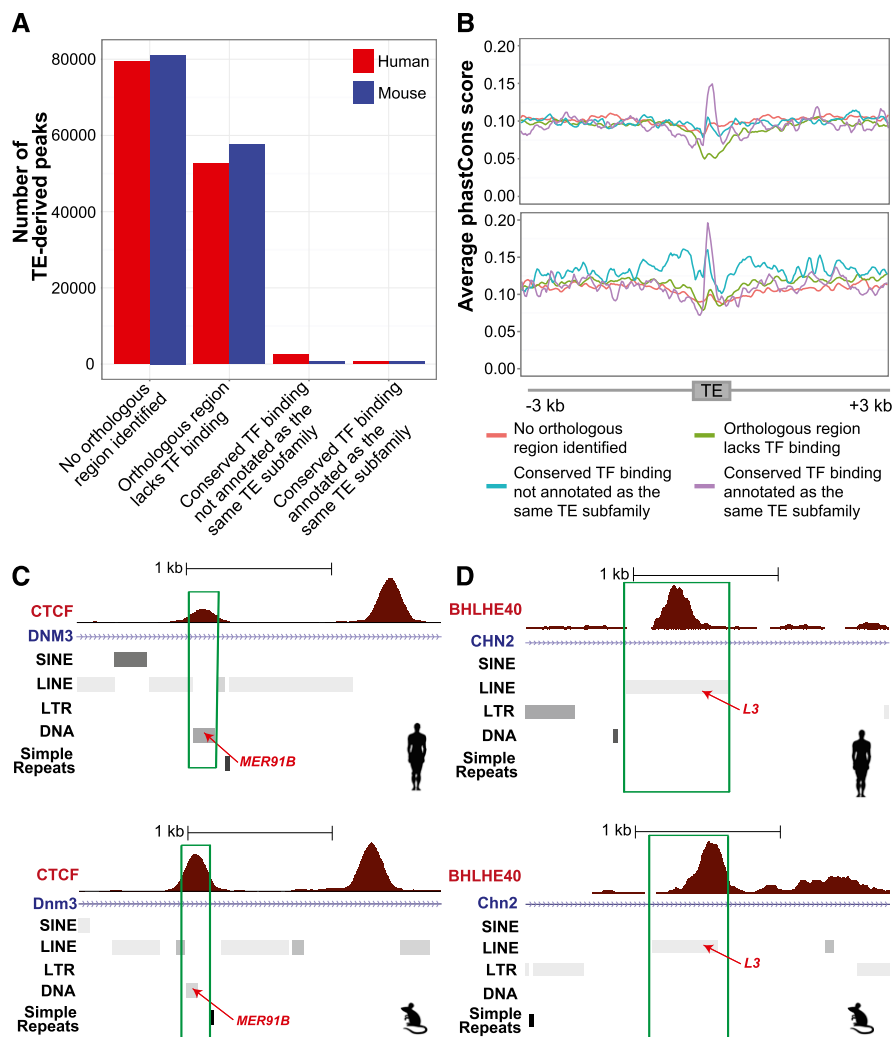 A
Number of
TE-derived peaks
80000
60000
40000
20000
0
Human
Mouse
No orthologous
region identified
Orthologous region
lacks TF binding
Conserved TF binding
not annotated as the
same TE subfamily
Conserved TF binding
annotated as the
same TE subfamily
B
Average phastCons score
0.20
0.15
0.10
0.05
0.00
0.20
0.15
0.10
0.05
0.00
TE
-3 kb
+3 kb
No orthologous
region identified
Orthologous region
lacks TF binding
Conserved TF binding
not annotated as the
same TE subfamily
Conserved TF binding
annotated as the
same TE subfamily
C
1 kb
CTCF
DNM3
SINE
LINE
LTR
DNA
Simple
Repeats
MER91B
1 kb
CTCF
Dnm3
SINE
LINE
LTR
DNA
Simple
Repeats
MER91B
D
1 kb
BHLHE40
CHN2
SINE
LINE
LTR
DNA
Simple
Repeats
L3
1 kb
BHLHE40
Chn2
SINE
LINE
LTR
DNA
Simple
Repeats
L3